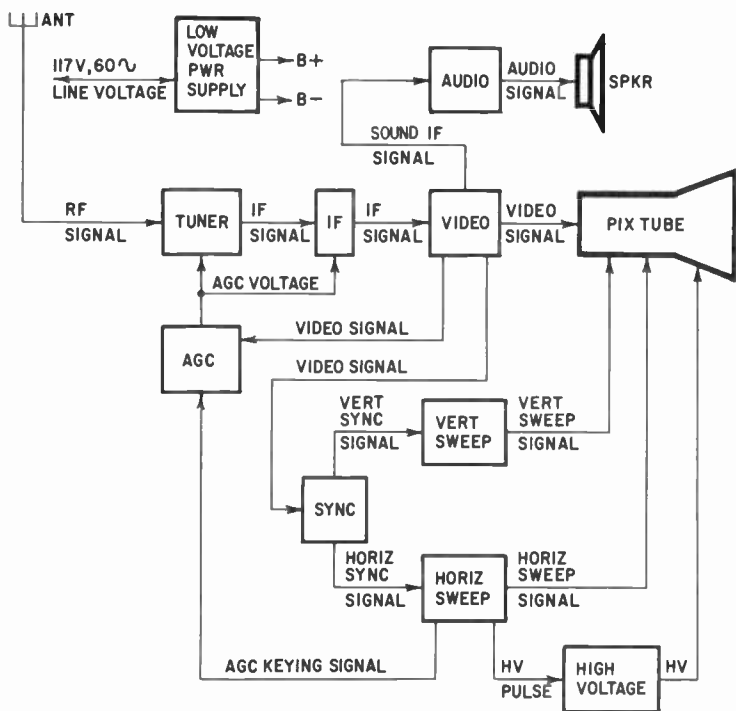 ANT
117V, 60∿
LINE VOLTAGE
LOW
VOLTAGE
PWR
SUPPLY
B+
B-
AUDIO
AUDIO
SIGNAL
SPKR
SOUND IF
SIGNAL
RF
SIGNAL
TUNER
IF
SIGNAL
IF
IF
SIGNAL
VIDEO
VIDEO
SIGNAL
PIX TUBE
AGC VOLTAGE
AGC
VIDEO SIGNAL
VIDEO SIGNAL
VERT
SYNC
SIGNAL
VERT
SWEEP
VERT
SWEEP
SIGNAL
SYNC
HORIZ
SYNC
SIGNAL
HORIZ
SWEEP
HORIZ
SWEEP
SIGNAL
AGC KEYING SIGNAL
HV
PULSE
HIGH
VOLTAGE
HV